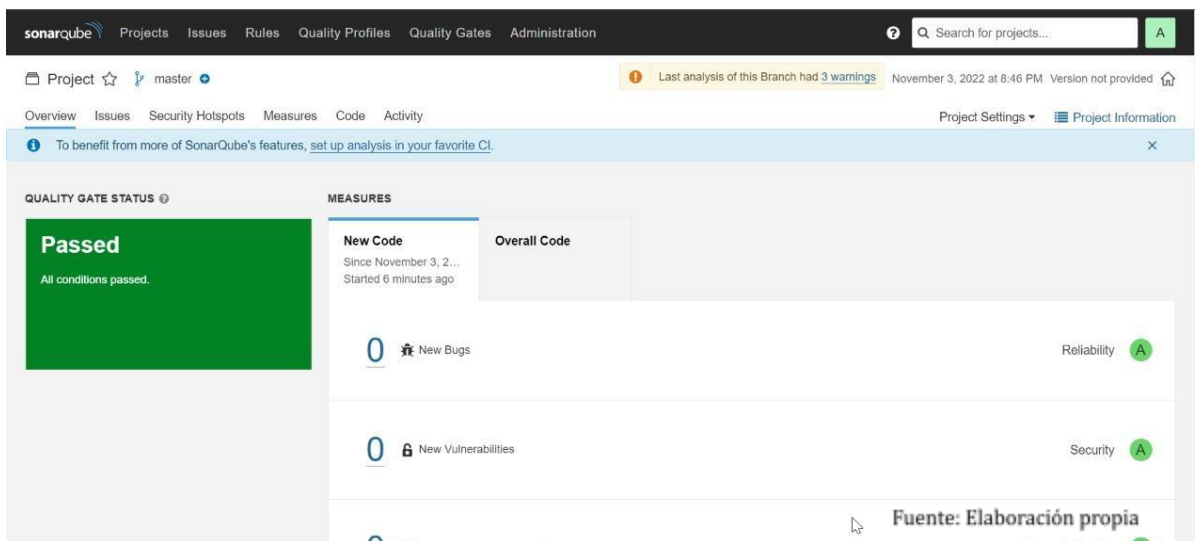 sonarqube Projects Issues Rules Quality Profiles Quality Gates Administration ? Search for projects... A
Project master Last analysis of this Branch had 3 warnings November 3, 2022 at 8:46 PM Version not provided
Overview Issues Security Hotspots Measures Code Activity Project Settings Project Information
To benefit from more of SonarQube's features, set up analysis in your favorite CI.
QUALITY GATE STATUS ?
MEASURES
Passed
All conditions passed.
New Code
Since November 3, 2...
Started 6 minutes ago
Overall Code
0 New Bugs Reliability A
0 New Vulnerabilities Security A
Fuente: Elaboración propia